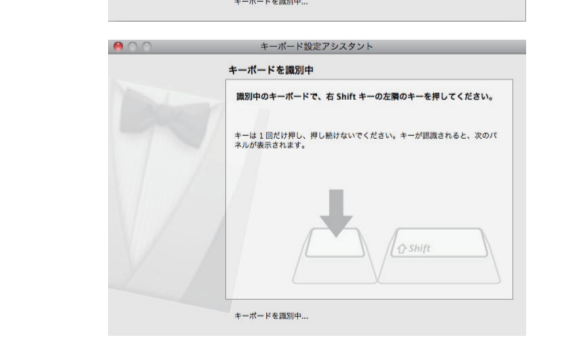 キーボードを識別中...
キーボード設定アシスタント
キーボードを識別中
識別中のキーボードで、右 Shift キーの左隣のキーを押してください。
キーは 1 回だけ押し、押し続けないでください。キーが認識されると、次のパ
ネルが表示されます。
Shift
キーボードを識別中...